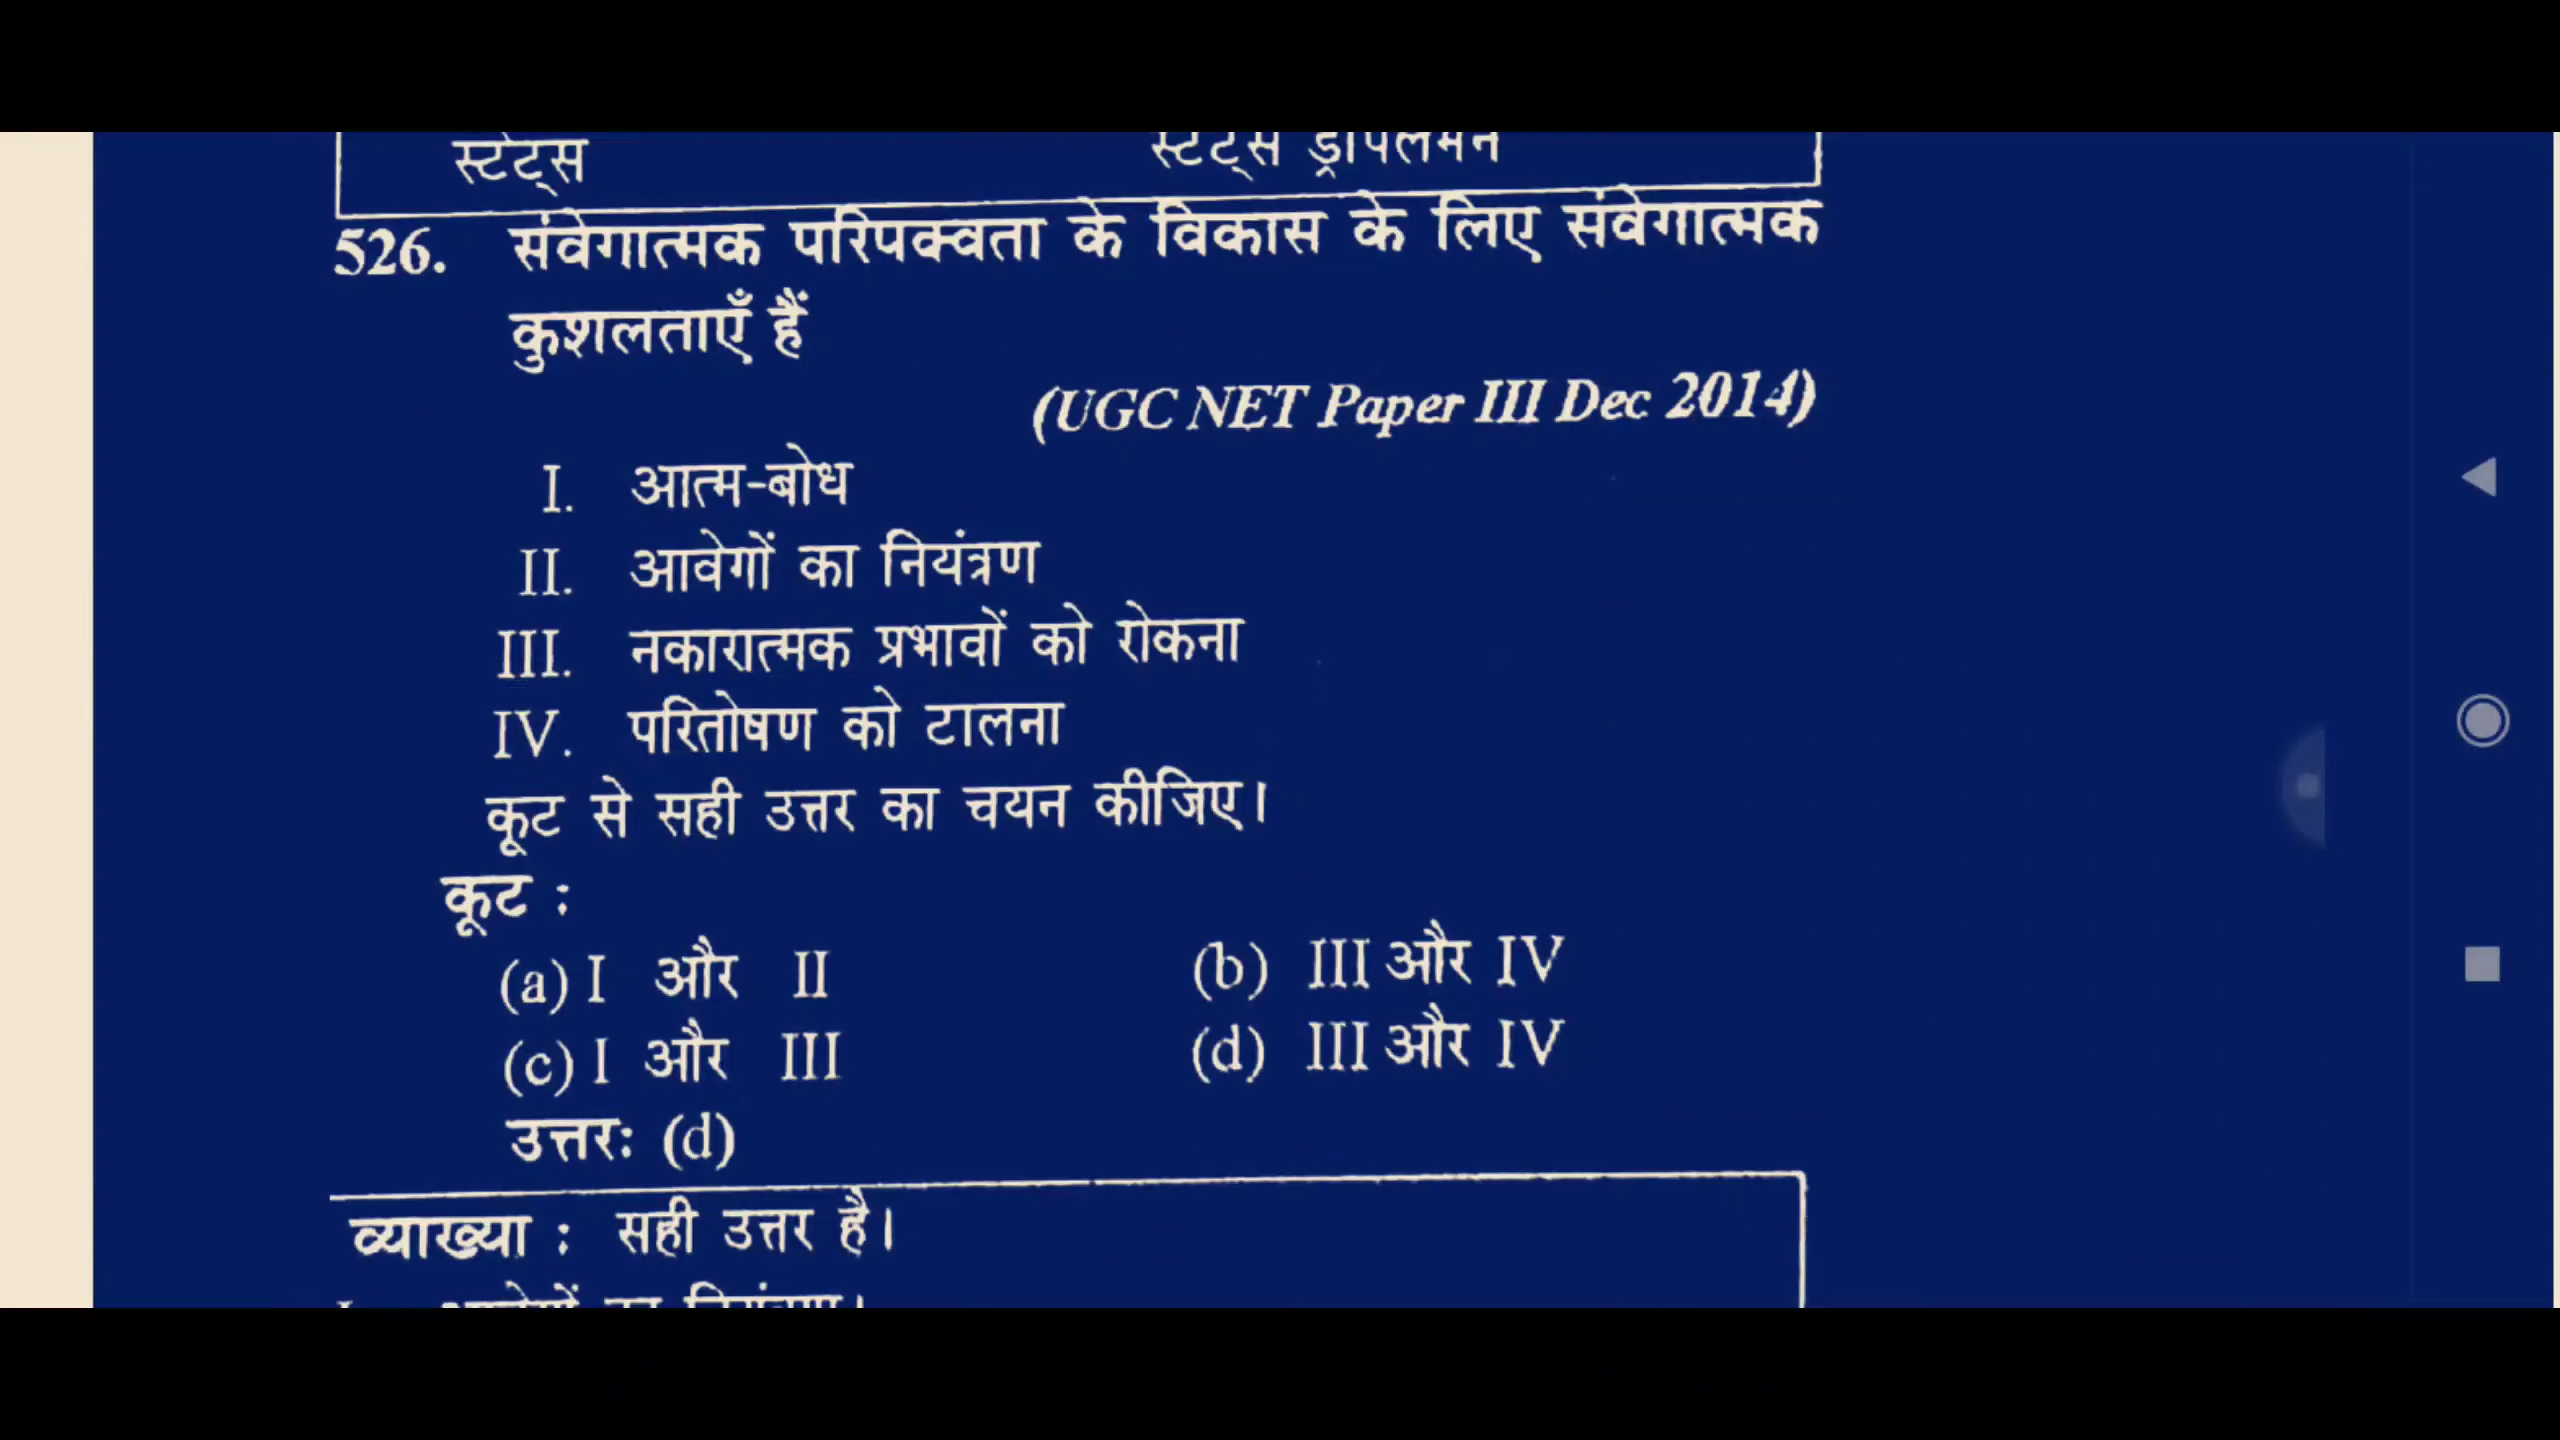 स्टेट्स स्टेट्स ड्रॉपलमैन
526. संवेगात्मक परिपक्वता के विकास के लिए संवेगात्मक
कुशलताएँ हैं
(UGC NET Paper III Dec 2014)
I. आत्म-बोध
II. आवेगों का नियंत्रण
III. नकारात्मक प्रभावों को रोकना
IV. परितोषण को टालना
कूट से सही उत्तर का चयन कीजिए।
कूट :
(a) I और II (b) III और IV
(c) I और III (d) III और IV
उत्तरः (d)
व्याख्या : सही उत्तर है।